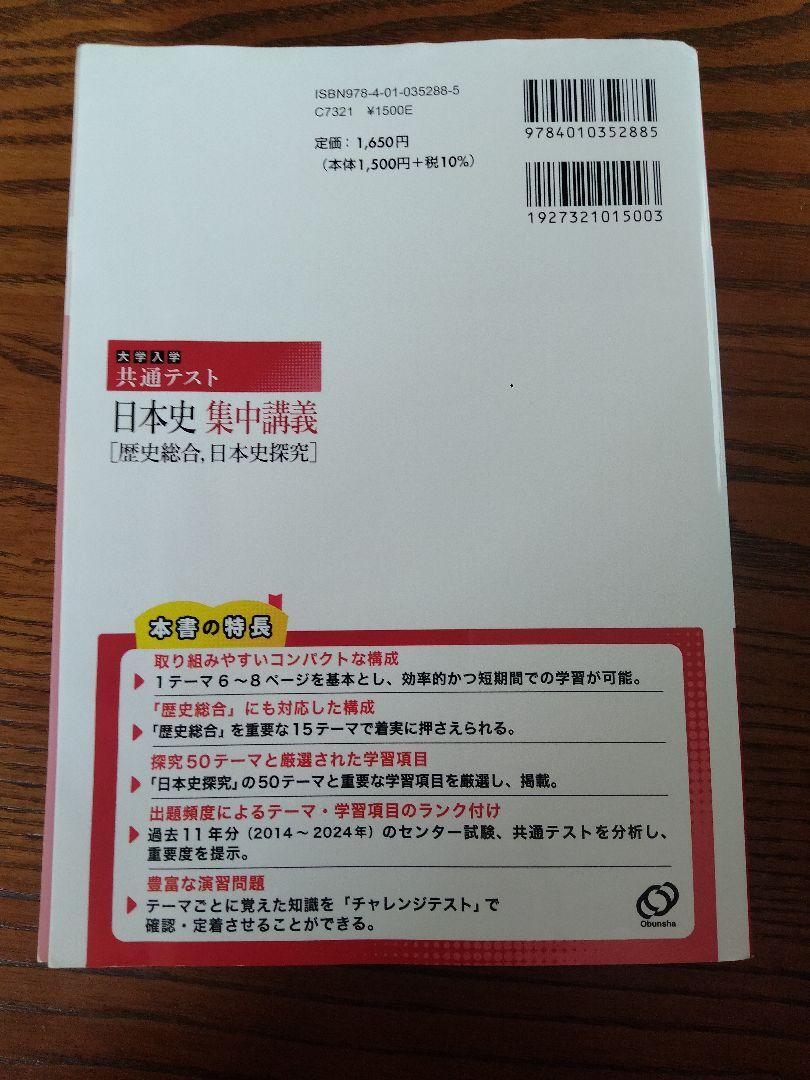 ISBN978-4-01-035288-5
C7321 ¥1500E
定価:1,650円
(本体1,500円+税10%)
9784010352885
1927321015003
大学入学
共通テスト
日本史 集中講義
[歴史総合,日本史探究]
本書の特長
取り組みやすいコンパクトな構成
1テーマ6~8ページを基本とし、効率的かつ短期間での学習が可能。
「歴史総合」にも対応した構成
「歴史総合」を重要な15テーマで着実に押さえられる。
探究50テーマと厳選された学習項目
「日本史探究」の50テーマと重要な学習項目を厳選し、掲載。
出題頻度によるテーマ・学習項目のランク付け
過去11年分(2014~2024年)のセンター試験、共通テストを分析し、
重要度を提示。
豊富な演習問題
テーマごとに覚えた知識を「チャレンジテスト」で
確認・定着させることができる。
Obunsha